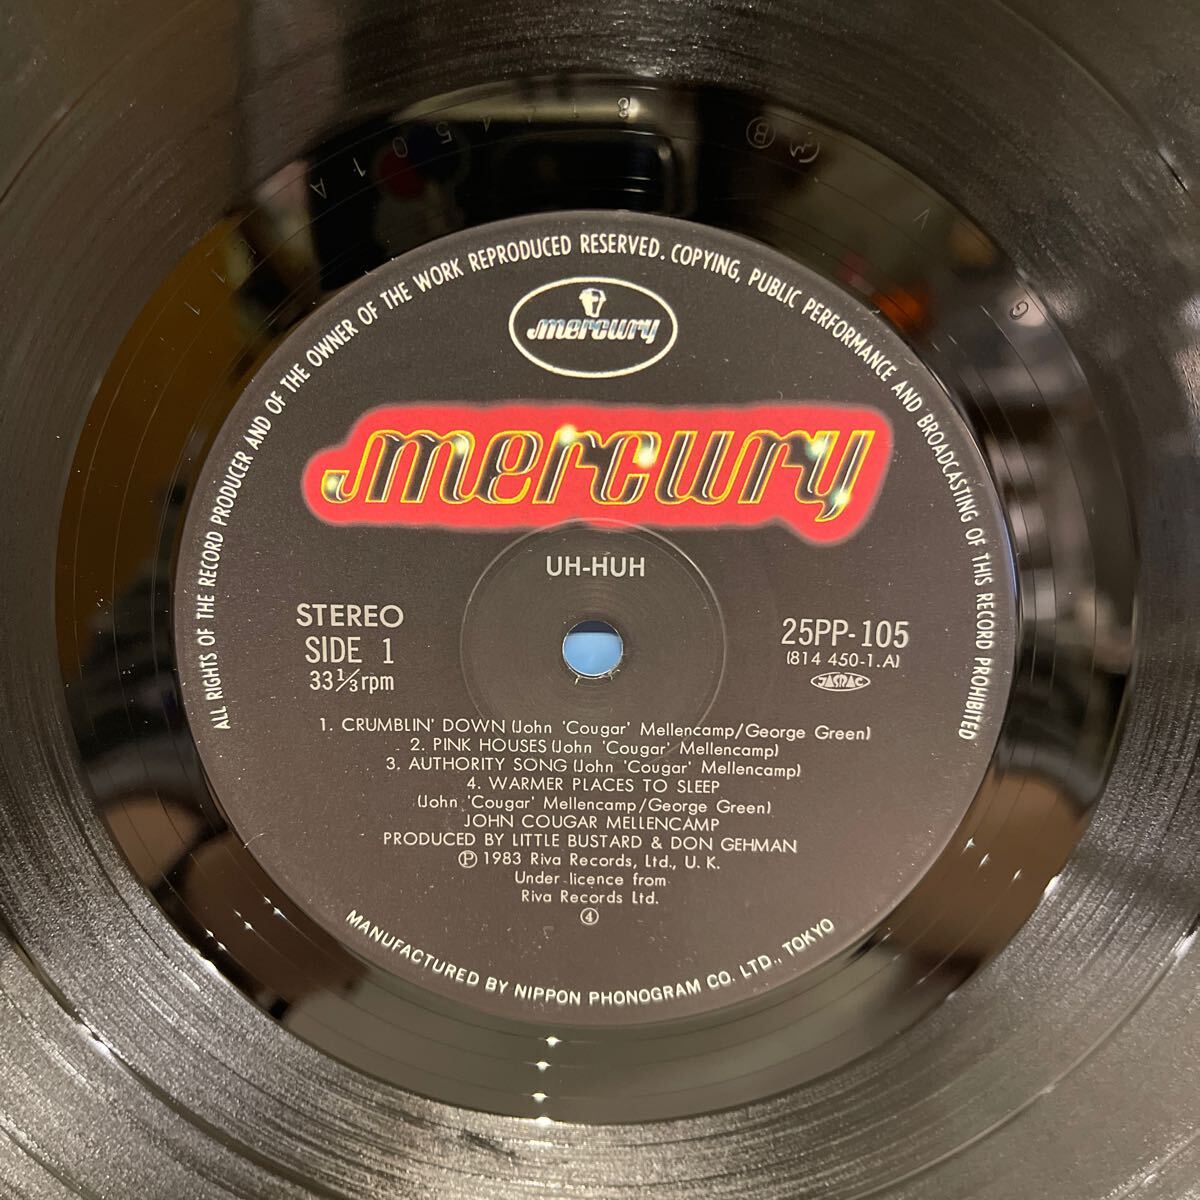 ALL RIGHTS OF THE RECORD PRODUCER AND OF THE OWNER OF THE WORK REPRODUCED RESERVED. COPYING, PUBLIC PERFORMANCE AND BROADCASTING OF THIS RECORD PROHIBITED
mercury
mercury
UH-HUH
STEREO
SIDE 1
33 1/3 rpm
25PP-105
(814 450-1.A)
JASRAC
1. CRUMBLIN' DOWN (John 'Cougar' Mellencamp/George Green)
2. PINK HOUSES (John 'Cougar' Mellencamp)
3. AUTHORITY SONG (John 'Cougar' Mellencamp)
4. WARMER PLACES TO SLEEP
(John 'Cougar' Mellencamp/George Green)
JOHN COUGAR MELLENCAMP
PRODUCED BY LITTLE BUSTARD & DON GEHMAN
Ⓟ 1983 Riva Records, Ltd., U. K.
Under licence from
Riva Records Ltd.
④
MANUFACTURED BY NIPPON PHONOGRAM CO. LTD., TOKYO